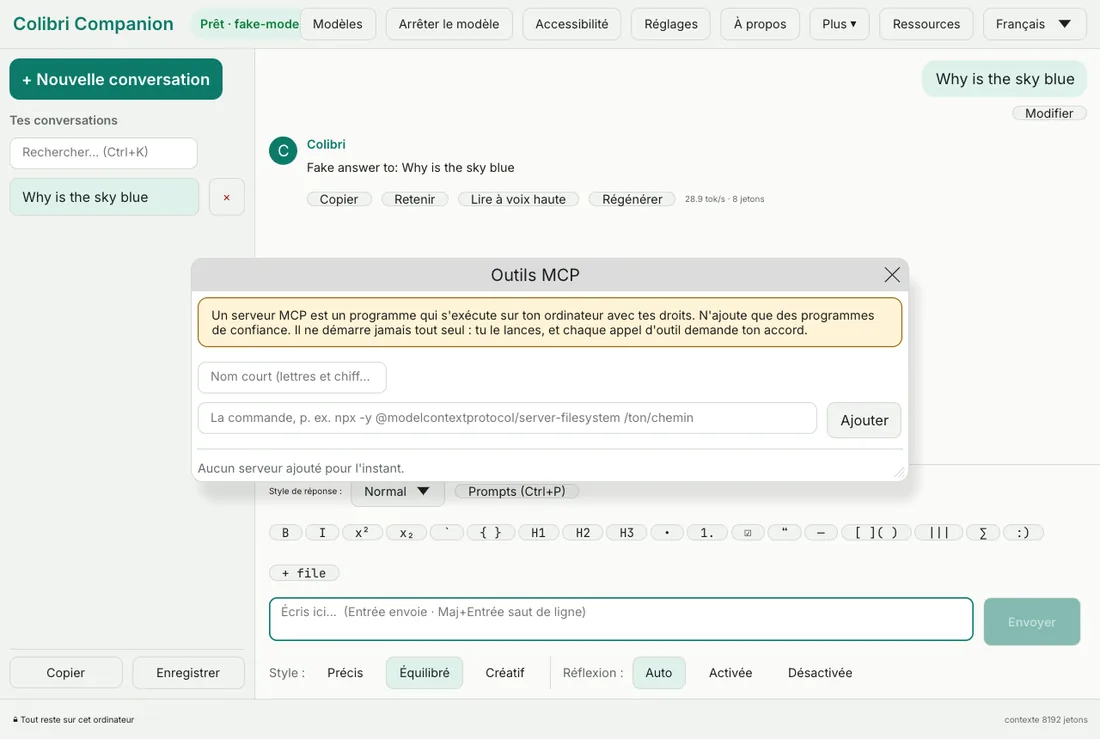 Colibri Companion
Prêt · fake-mode
Modèles
Arrêter le modèle
Accessibilité
Réglages
À propos
Plus ▾
Ressources
Français
+ Nouvelle conversation
Tes conversations
Rechercher... (Ctrl+K)
Why is the sky blue
×
Why is the sky blue
Modifier
C
Colibri
Fake answer to: Why is the sky blue
Copier
Retenir
Lire à voix haute
Régénérer
28.9 tok/s · 8 jetons
Outils MCP
Un serveur MCP est un programme qui s'exécute sur ton ordinateur avec tes droits. N'ajoute que des programmes
de confiance. Il ne démarre jamais tout seul : tu le lances, et chaque appel d'outil demande ton accord.
Nom court (lettres et chiff...
La commande, p. ex. npx -y @modelcontextprotocol/server-filesystem /ton/chemin
Ajouter
Aucun serveur ajouté pour l'instant.
Style de réponse :
Normal
Prompts (Ctrl+P)
B I x² x₂ ` { } H1 H2 H3 • 1. ☑ “ — [ ]( ) ||| ∑ :)
+ file
Écris ici... (Entrée envoie · Maj+Entrée saut de ligne)
Envoyer
Style :
Précis
Équilibré
Créatif
Réflexion :
Auto
Activée
Désactivée
Copier
Enregistrer
Tout reste sur cet ordinateur
contexte 8192 jetons